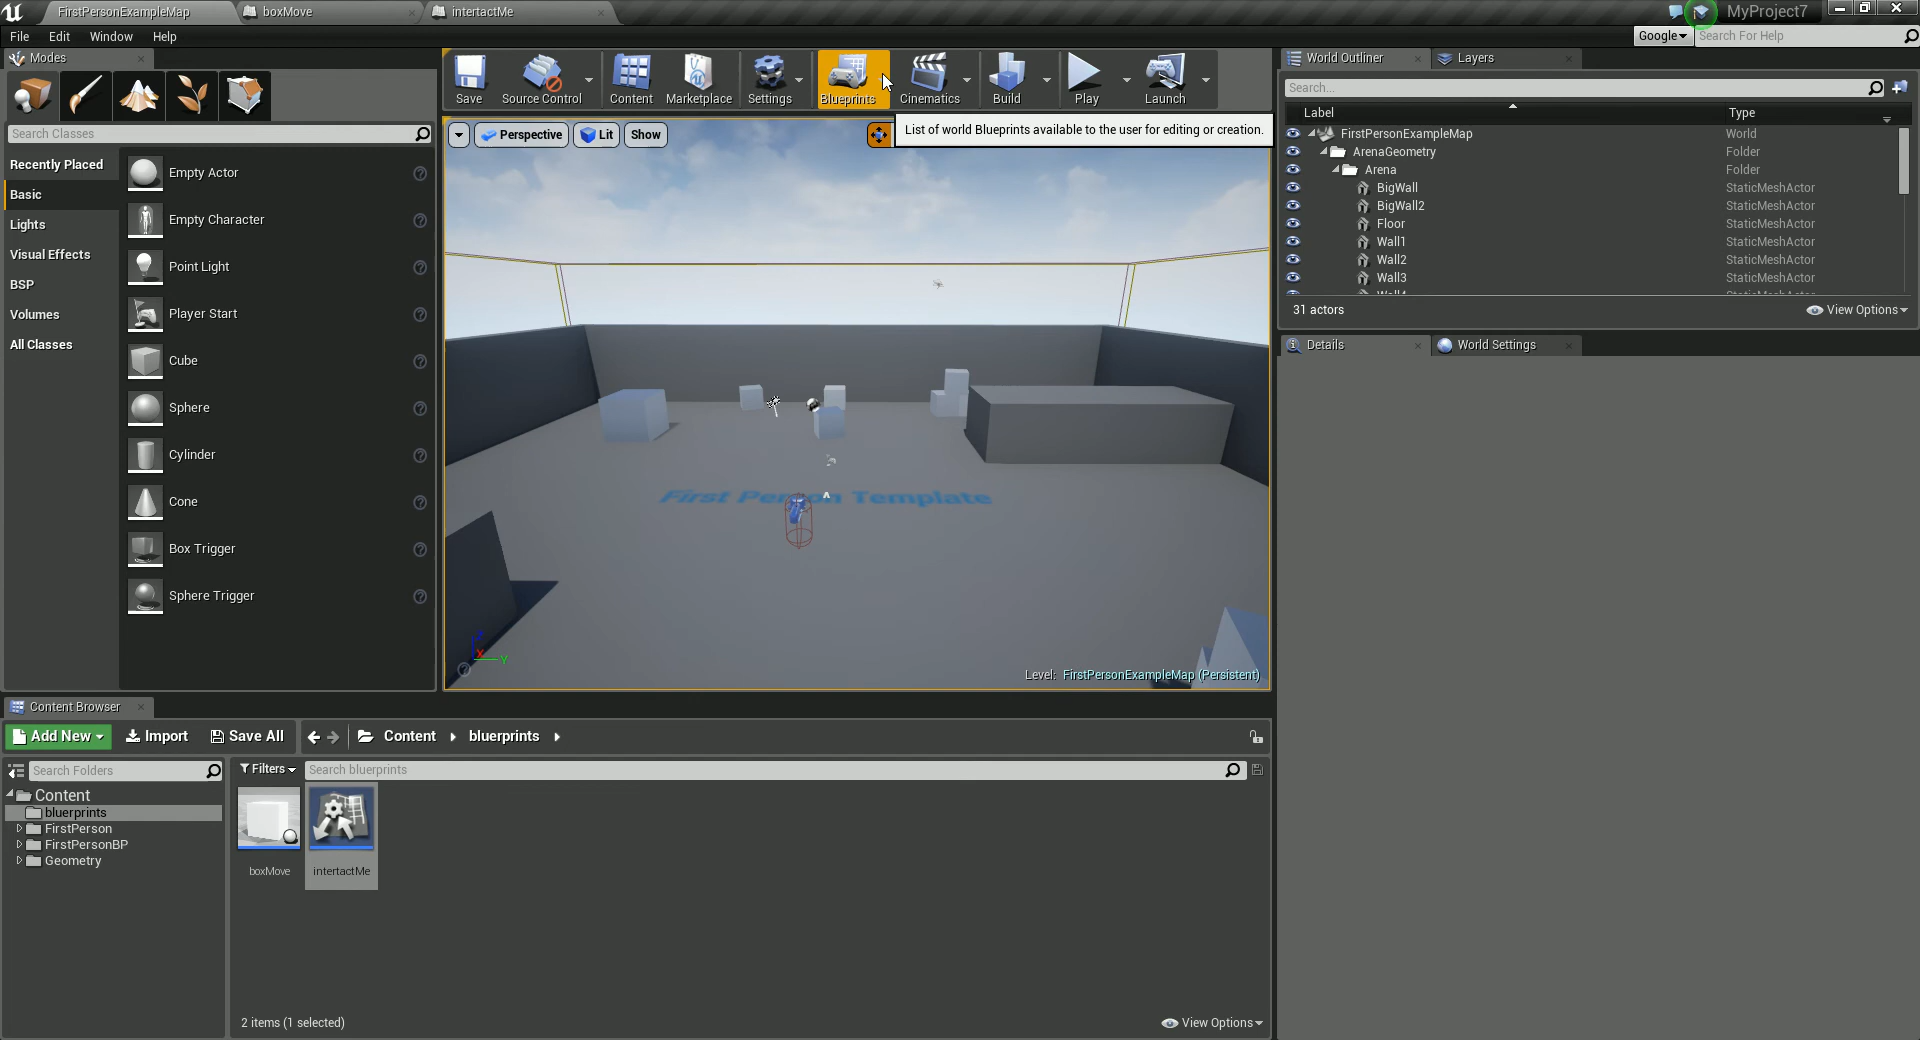 FirstPersonExampleMap
boxMove
intertactMe
MyProject7
File Edit Window Help
Google
Search For Help
Modes
Save
Source Control
Content
Marketplace
Settings
Blueprints
Cinematics
Build
Play
Launch
World Outliner
Layers
Search...
Label
Type
Search Classes
Perspective
Lit
Show
List of world Blueprints available to the user for editing or creation.
Recently Placed
Basic
Lights
Visual Effects
BSP
Volumes
All Classes
Empty Actor
Empty Character
Point Light
Player Start
Cube
Sphere
Cylinder
Cone
Box Trigger
Sphere Trigger
First Person Template
X
Y
Level: FirstPersonExampleMap (Persistent)
FirstPersonExampleMap World
ArenaGeometry Folder
Arena Folder
BigWall StaticMeshActor
BigWall2 StaticMeshActor
Floor StaticMeshActor
Wall1 StaticMeshActor
Wall2 StaticMeshActor
Wall3 StaticMeshActor
31 actors
View Options
Details
World Settings
Content Browser
Add New
Import
Save All
Content
bluerprints
Search Folders
Filters
Search bluerprints
Content
bluerprints
FirstPerson
FirstPersonBP
Geometry
boxMove
intertactMe
2 items (1 selected)
View Options